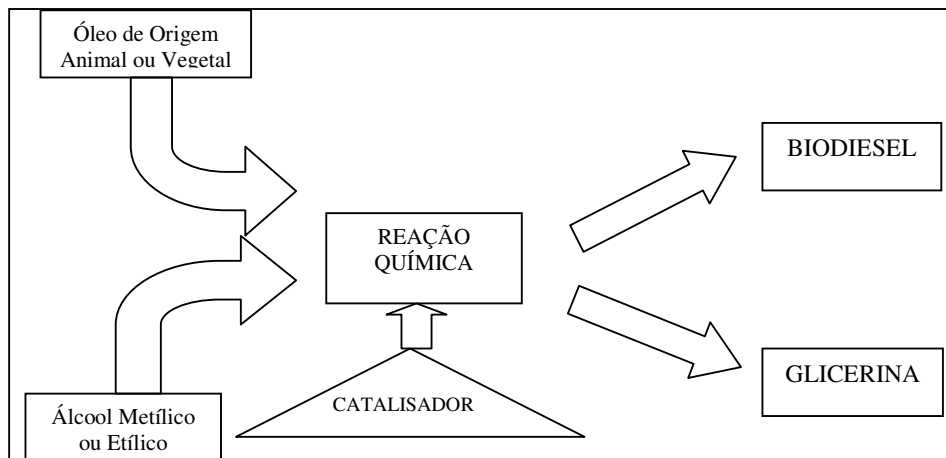 Óleo de Origem
Animal ou Vegetal
BIODIESEL
REAÇÃO
QUÍMICA
GLICERINA
CATALISADOR
Álcool Metílico
ou Etílico